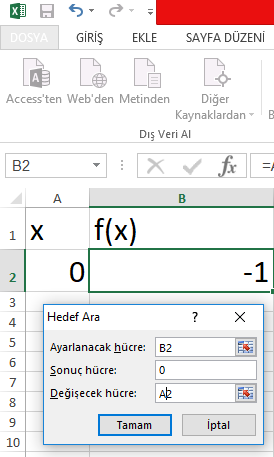 DOSYA GİRİŞ EKLE SAYFA DÜZENİ
Access'ten Web'den Metinden Diğer
Kaynaklardan
Dış Veri Al
B2 fx =A
A B
1 x f(x)
2 0 -1
3
4
5
6
7
8
9
10
Hedef Ara ?
Ayarlanacak hücre: B2
Sonuç hücre: 0
Değişecek hücre: A2
Tamam İptal